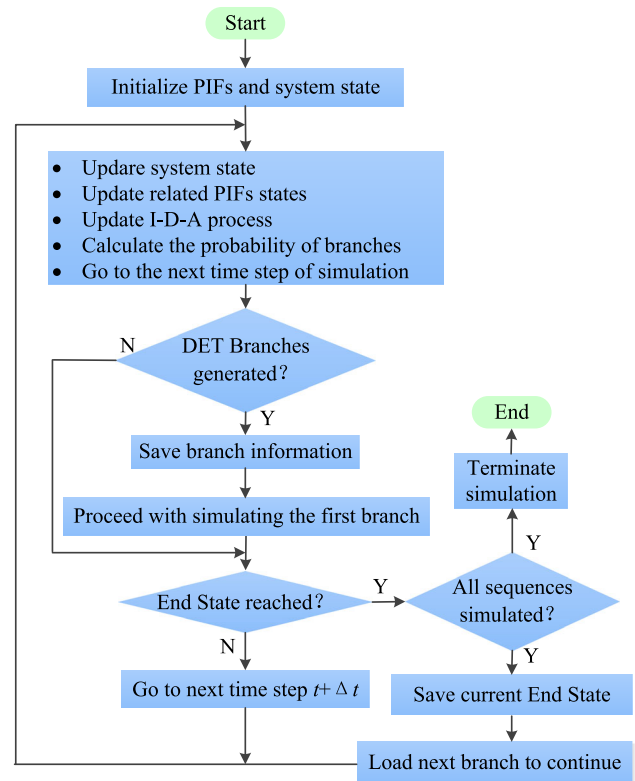 Start
Initialize PIFs and system state
• Updare system state
• Update related PIFs states
• Update I-D-A process
• Calculate the probability of branches
• Go to the next time step of simulation
N
DET Branches
generated?
Y
Save branch information
Proceed with simulating the first branch
End State reached?
Y
N
Go to next time step t+Δt
End
Terminate
simulation
Y
All sequences
simulated?
Y
Save current End State
Load next branch to continue